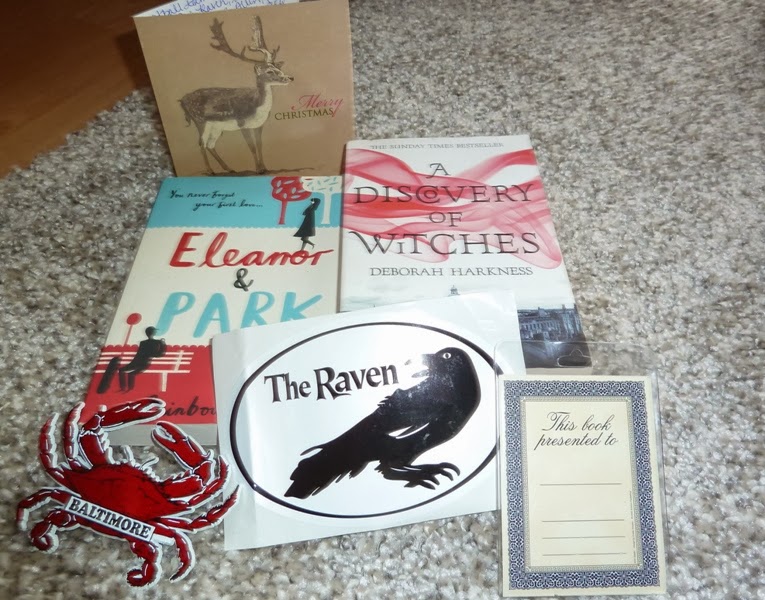 Merry
CHRISTMAS
THE SUNDAY TIMES BESTSELLER
A
DISCOVERY
OF
WITCHES
DEBORAH HARKNESS
You never forget
your first love...
Eleanor
&
PARK
The Raven
BALTIMORE
This book
presented to